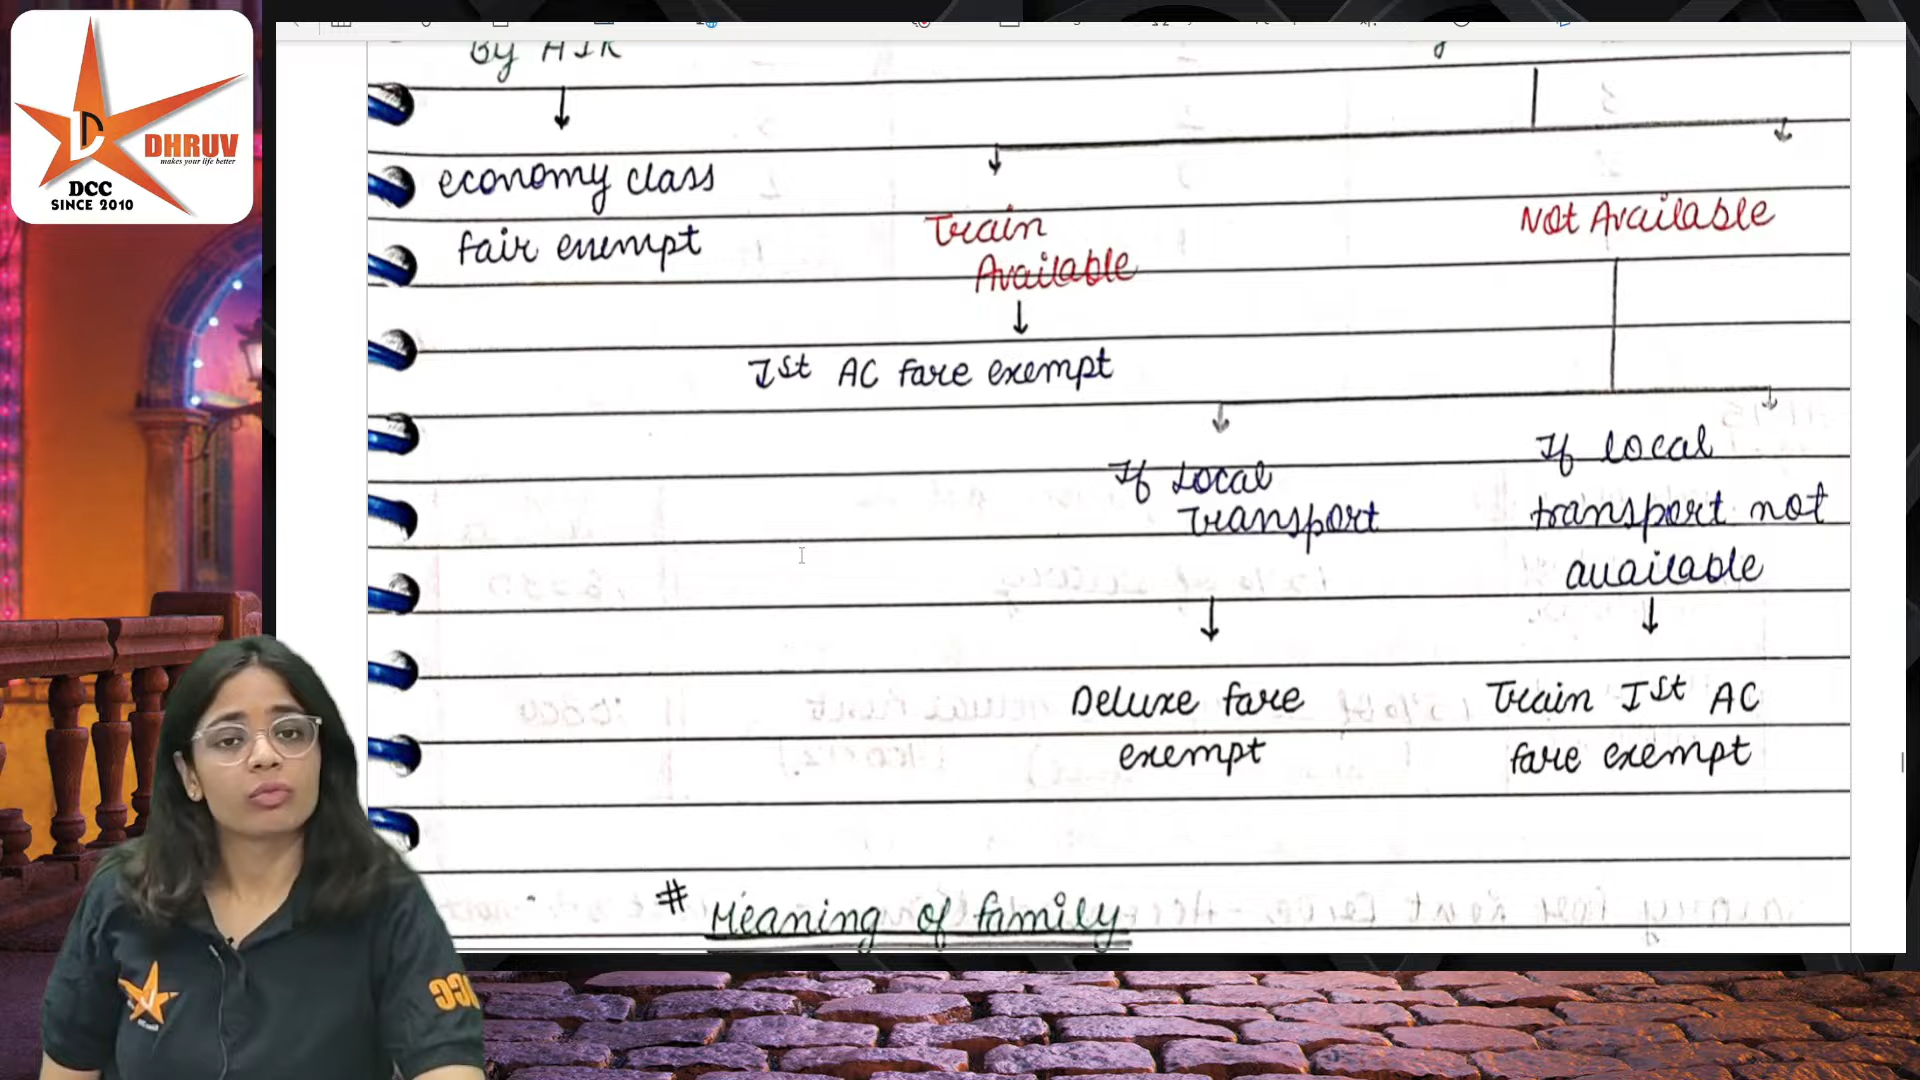 DHRUV
makes your life better
DCC
SINCE 2010
By AIR
economy class
fair exempt
Train
Available
Not Available
Ist AC fare exempt
If Local
Transport
If local
transport not
available
Deluxe fare
exempt
Train Ist AC
fare exempt
# Meaning of family